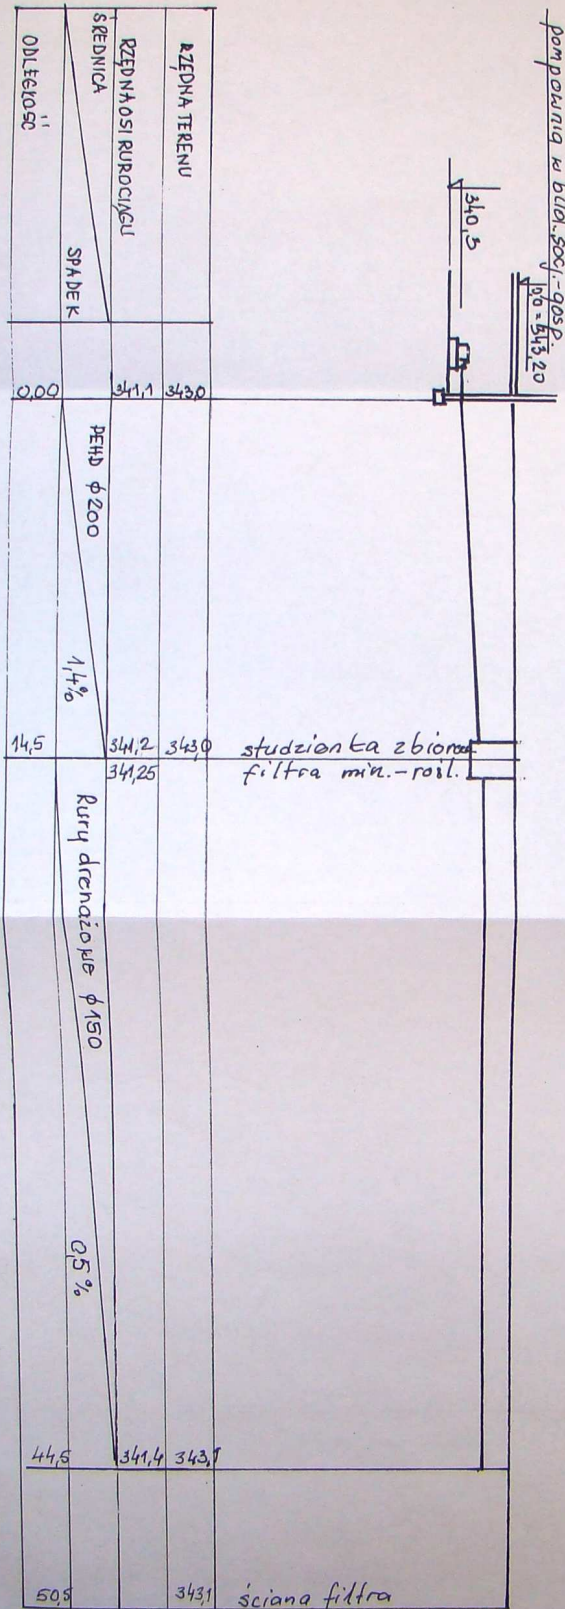 pompownia w bud. socj.-gosp.
0,0 = 343,20
340,5
RZĘDNA TERENU
RZĘDNA OSI RUROCIĄGU
ŚREDNICA
SPADEK
ODLEGŁOŚĆ
0,00 341,1 343,0
PEHD ϕ200
1,4%
14,5 341,2 343,0 studzienka zbiorcza
341,25 filtra min.-rośl.
Rury drenażowe ϕ150
0,5 %
44,5 341,4 343,1
50,5 343,1 ściana filtra